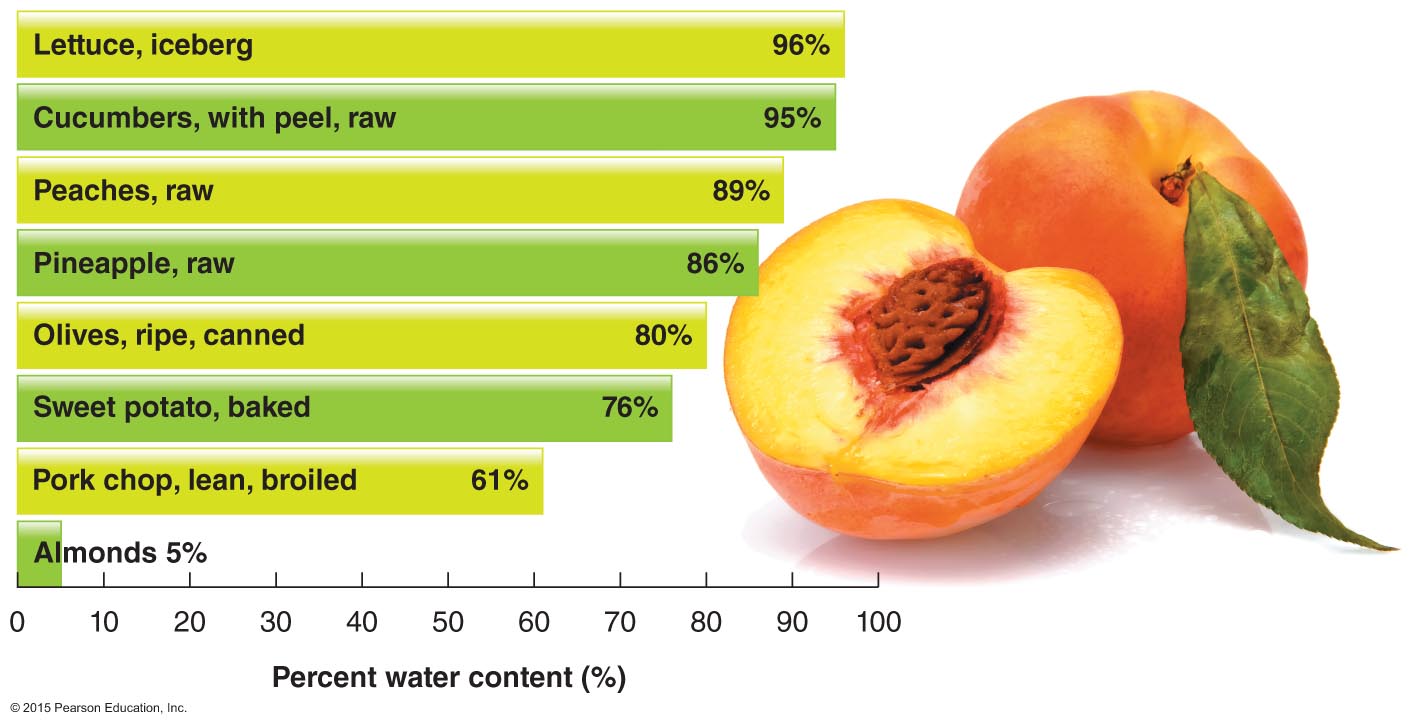 Lettuce, iceberg 96%
Cucumbers, with peel, raw 95%
Peaches, raw 89%
Pineapple, raw 86%
Olives, ripe, canned 80%
Sweet potato, baked 76%
Pork chop, lean, broiled 61%
Almonds 5%
0 10 20 30 40 50 60 70 80 90 100
Percent water content (%)
© 2015 Pearson Education, Inc.